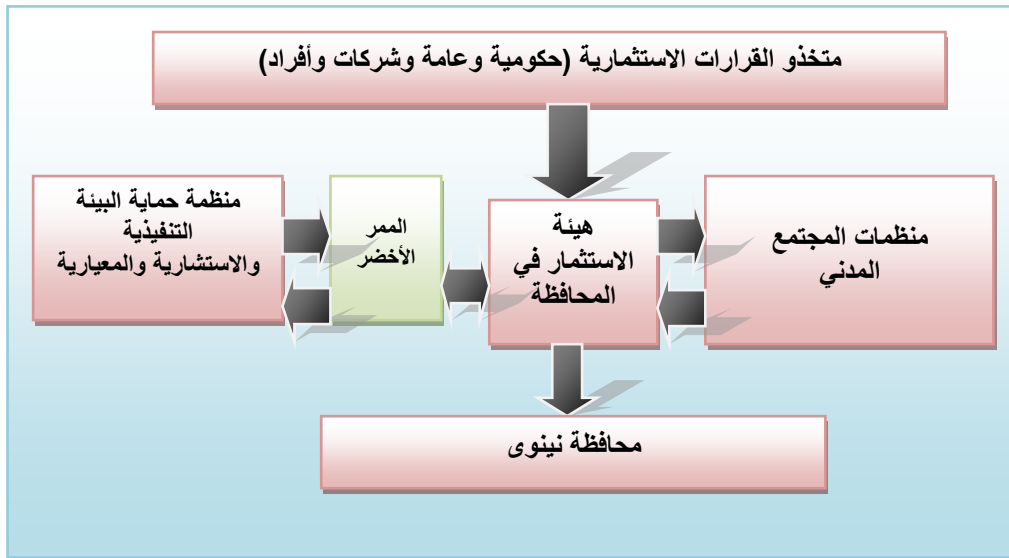 متخذو القرارات الاستثمارية (حكومية وعامة وشركات وأفراد)
منظمات المجتمع
المدني
هيئة
الاستثمار في
المحافظة
الممر
الأخضر
منظمة حماية البيئة
التنفيذية
والاستشارية والمعيارية
محافظة نينوى